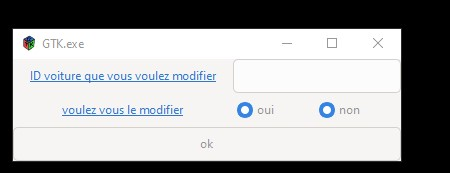 GTK.exe
ID voiture que vous voulez modifier
voulez vous le modifier oui non
ok